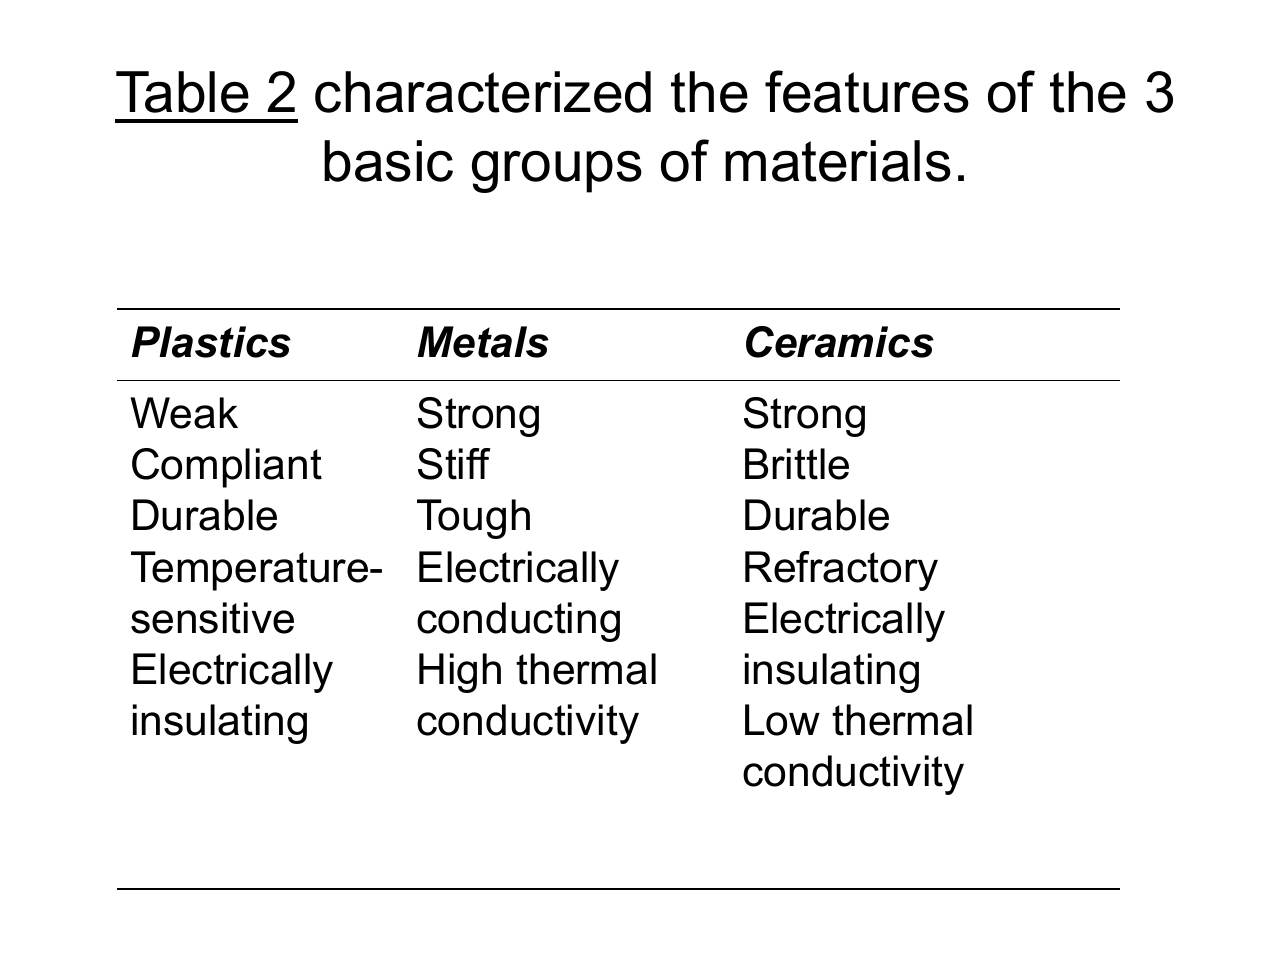 Table 2 characterized the features of the 3
basic groups of materials.
Plastics Metals Ceramics
Weak Strong Strong
Compliant Stiff Brittle
Durable Tough Durable
Temperature- Electrically Refractory
sensitive conducting Electrically
Electrically High thermal insulating
insulating conductivity Low thermal
conductivity